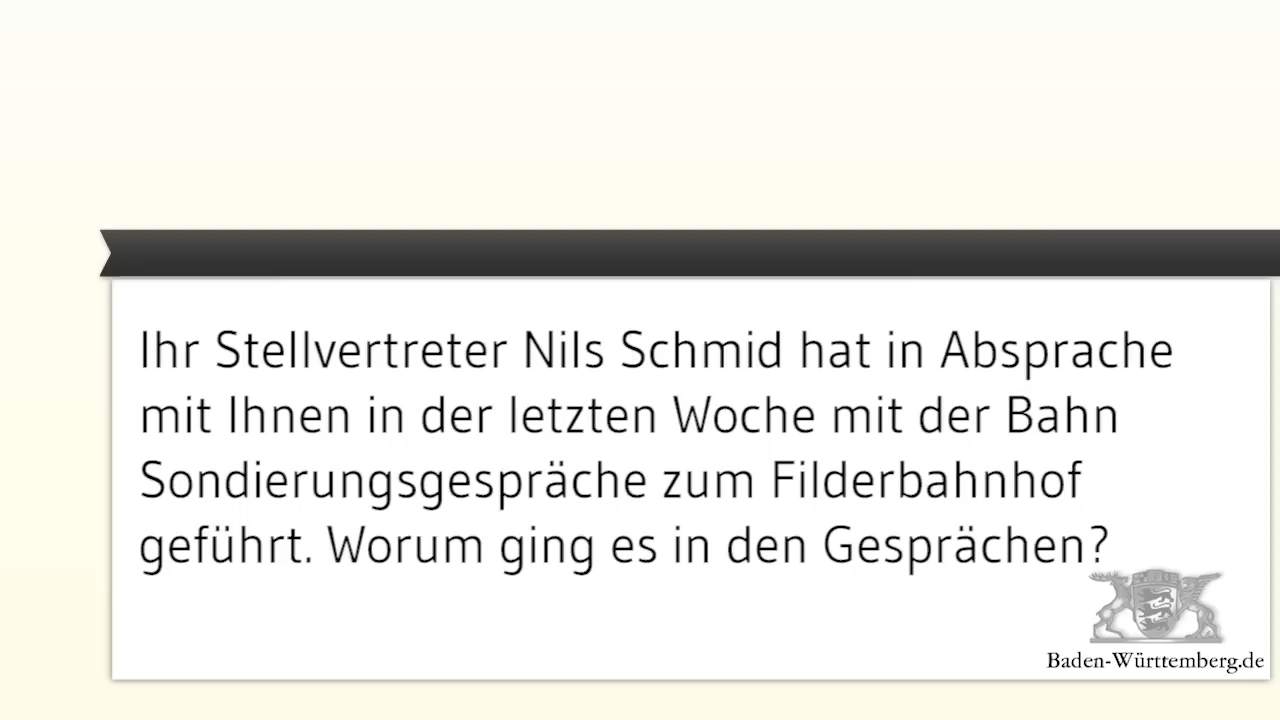 Ihr Stellvertreter Nils Schmid hat in Absprache
mit Ihnen in der letzten Woche mit der Bahn
Sondierungsgespräche zum Filderbahnhof
geführt. Worum ging es in den Gesprächen?
Baden-Württemberg.de